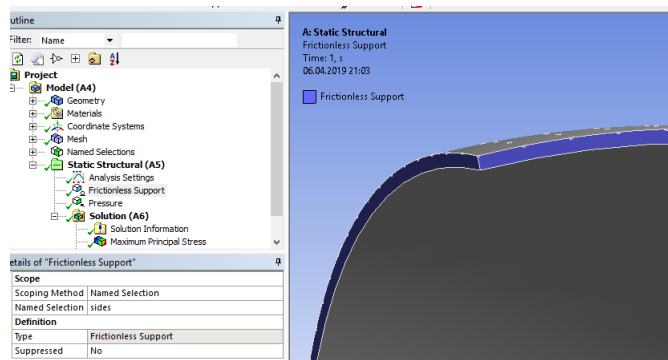 utline
Filter: Name
Project
Model (A4)
Geometry
Materials
Coordinate Systems
Mesh
Named Selections
Static Structural (A5)
Analysis Settings
Frictionless Support
Pressure
Solution (A6)
Solution Information
Maximum Principal Stress
etails of "Frictionless Support"
Scope
Scoping Method Named Selection
Named Selection sides
Definition
Type Frictionless Support
Suppressed No
A: Static Structural
Frictionless Support
Time: 1, s
06.04.2019 21:03
Frictionless Support